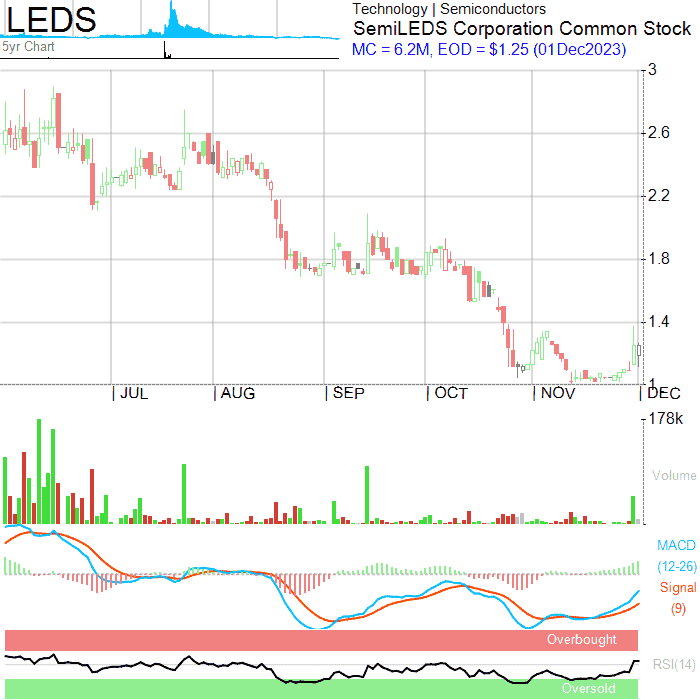 LEDS
5yr Chart
Technology | Semiconductors
SemiLEDS Corporation Common Stock
MC = 6.2M, EOD = $1.25 (01Dec2023)
3
2.6
2.2
1.8
1.4
1
JUL AUG SEP OCT NOV DEC
178k
Volume
MACD
(12-26)
Signal
(9)
Overbought
RSI(14)
Oversold